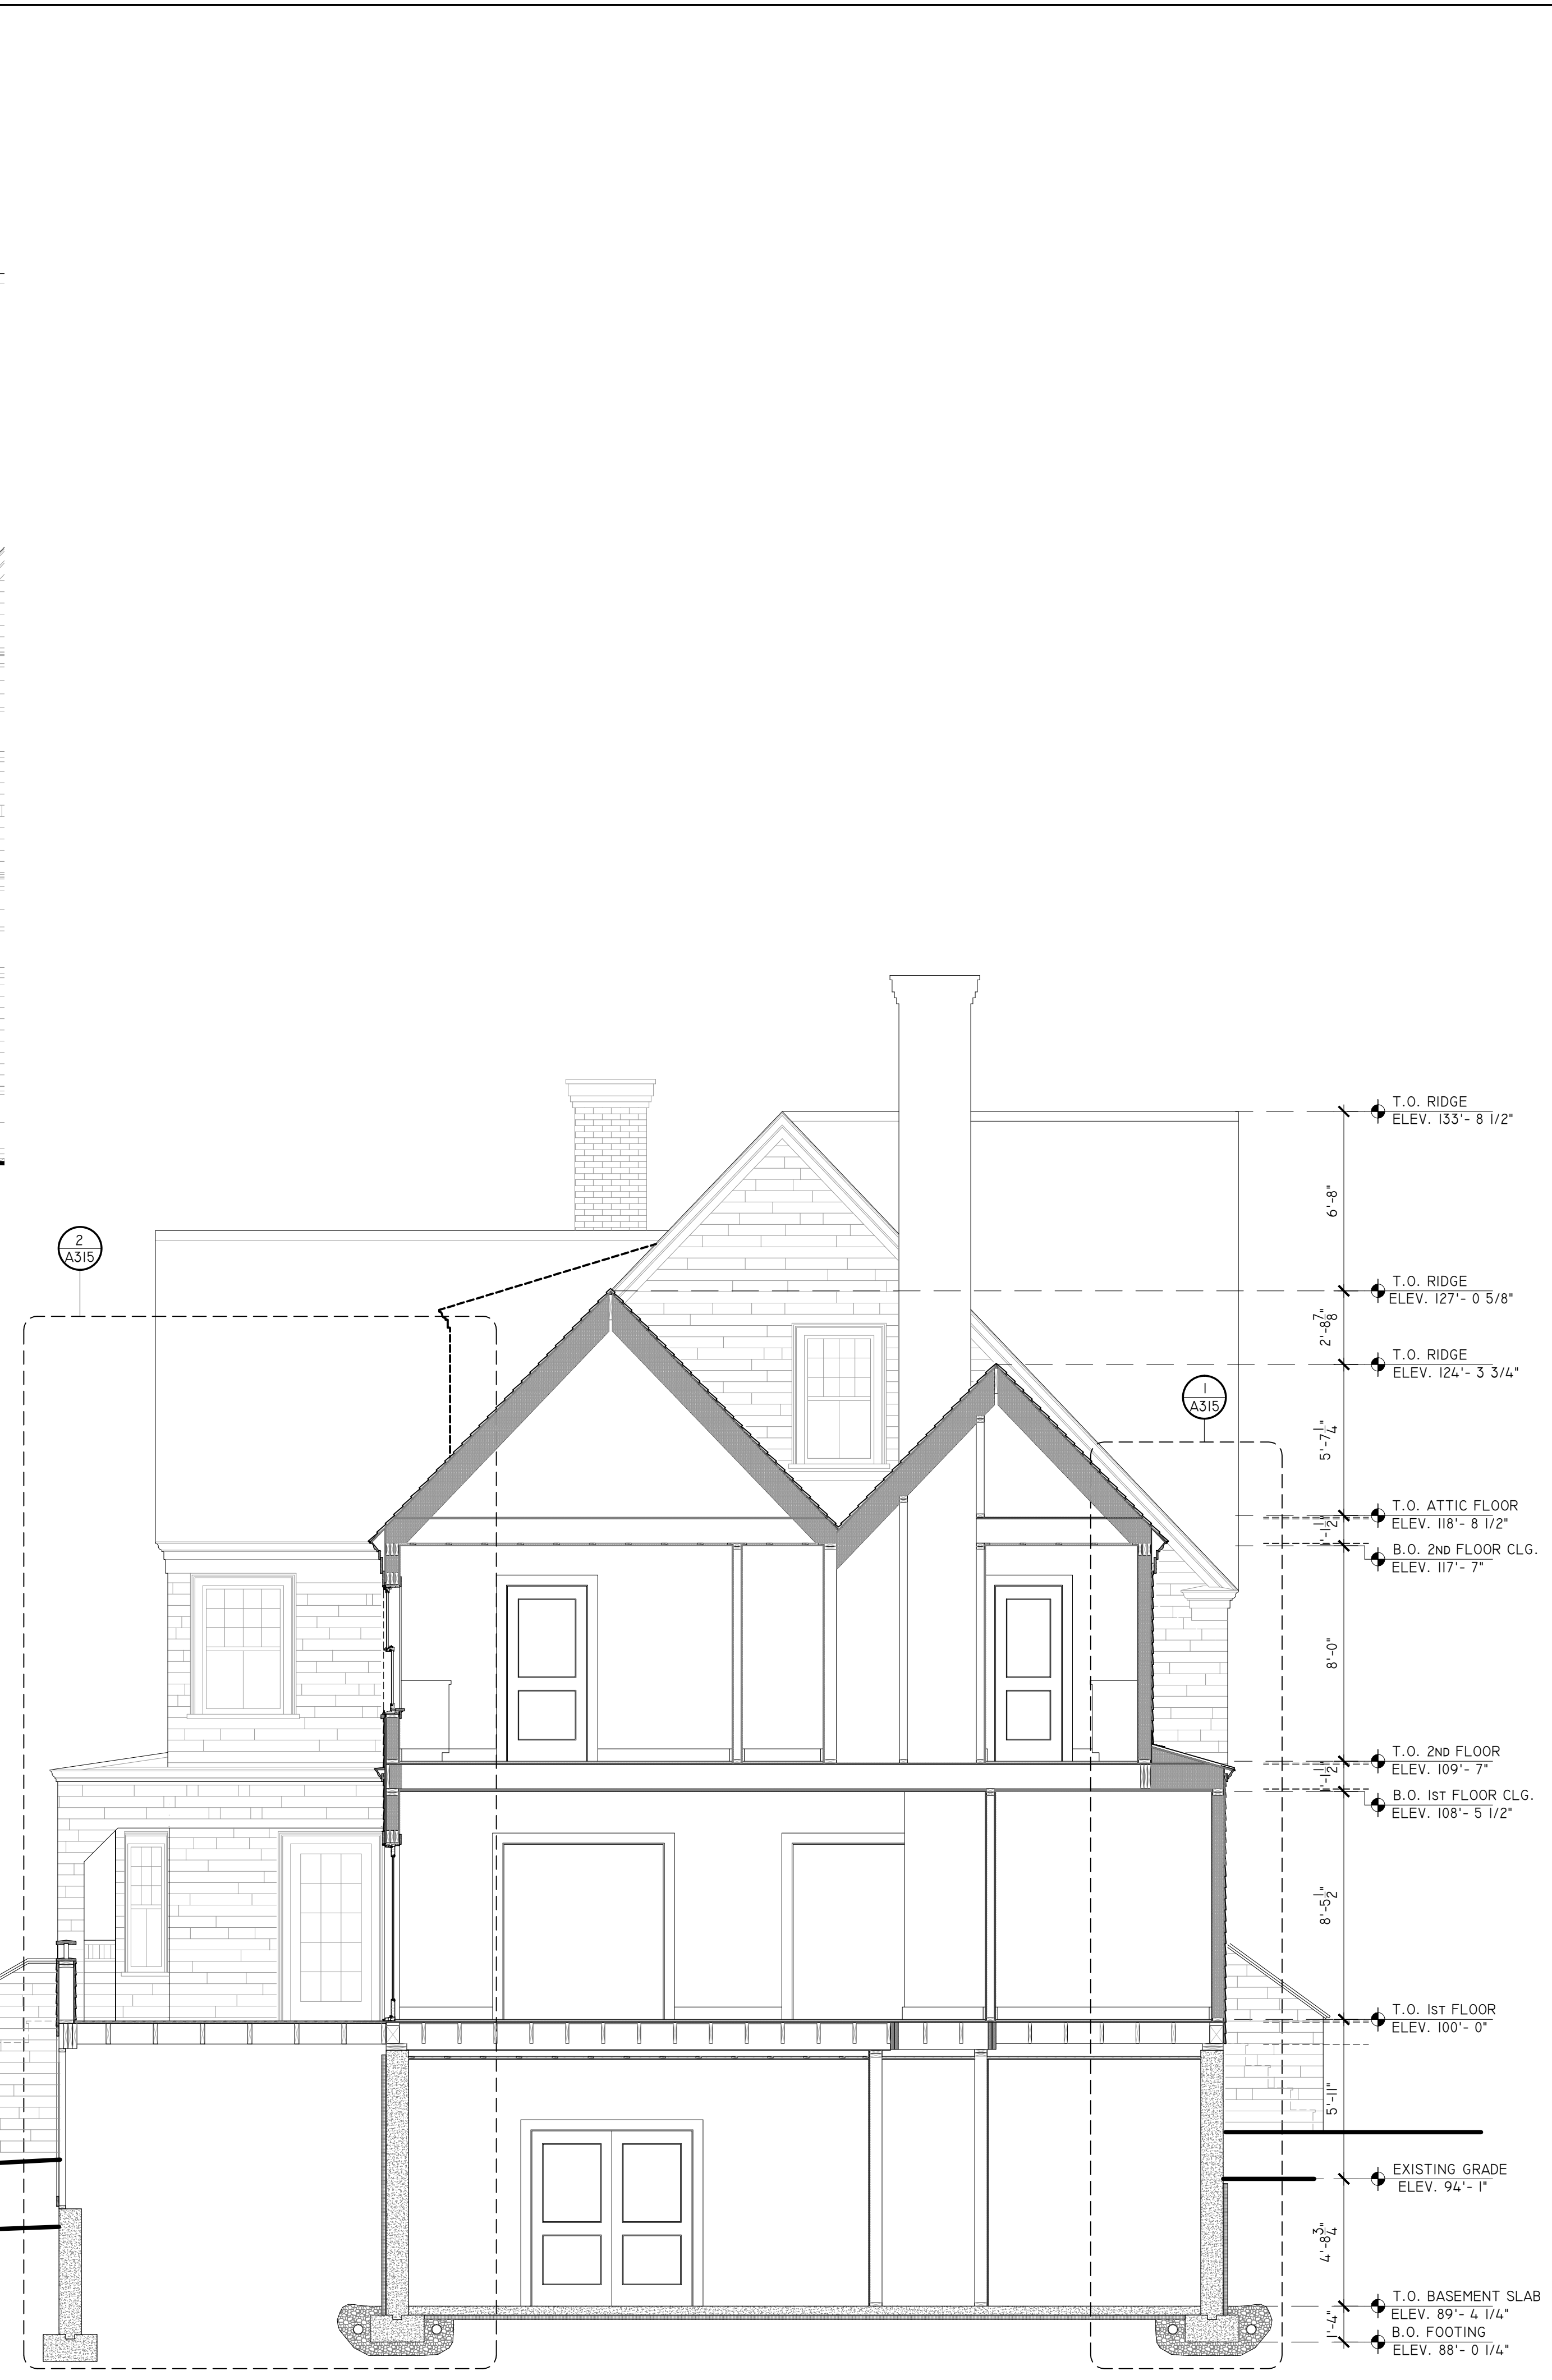 T.O. RIDGE
ELEV. 133'- 8 1/2"
6'-8"
2
A315
T.O. RIDGE
ELEV. 127'- 0 5/8"
2'-8 7/8"
T.O. RIDGE
ELEV. 124'- 3 3/4"
1
A315
5'-7 1/4"
T.O. ATTIC FLOOR
ELEV. 118'- 8 1/2"
1'-1 1/2"
B.O. 2ND FLOOR CLG.
ELEV. 117'- 7"
8'-0"
T.O. 2ND FLOOR
ELEV. 109'- 7"
1'-1 1/2"
B.O. 1ST FLOOR CLG.
ELEV. 108'- 5 1/2"
8'-5 1/2"
T.O. 1ST FLOOR
ELEV. 100'- 0"
5'-11"
EXISTING GRADE
ELEV. 94'- 1"
4'-8 3/4"
T.O. BASEMENT SLAB
ELEV. 89'- 4 1/4"
1'-4"
B.O. FOOTING
ELEV. 88'- 0 1/4"